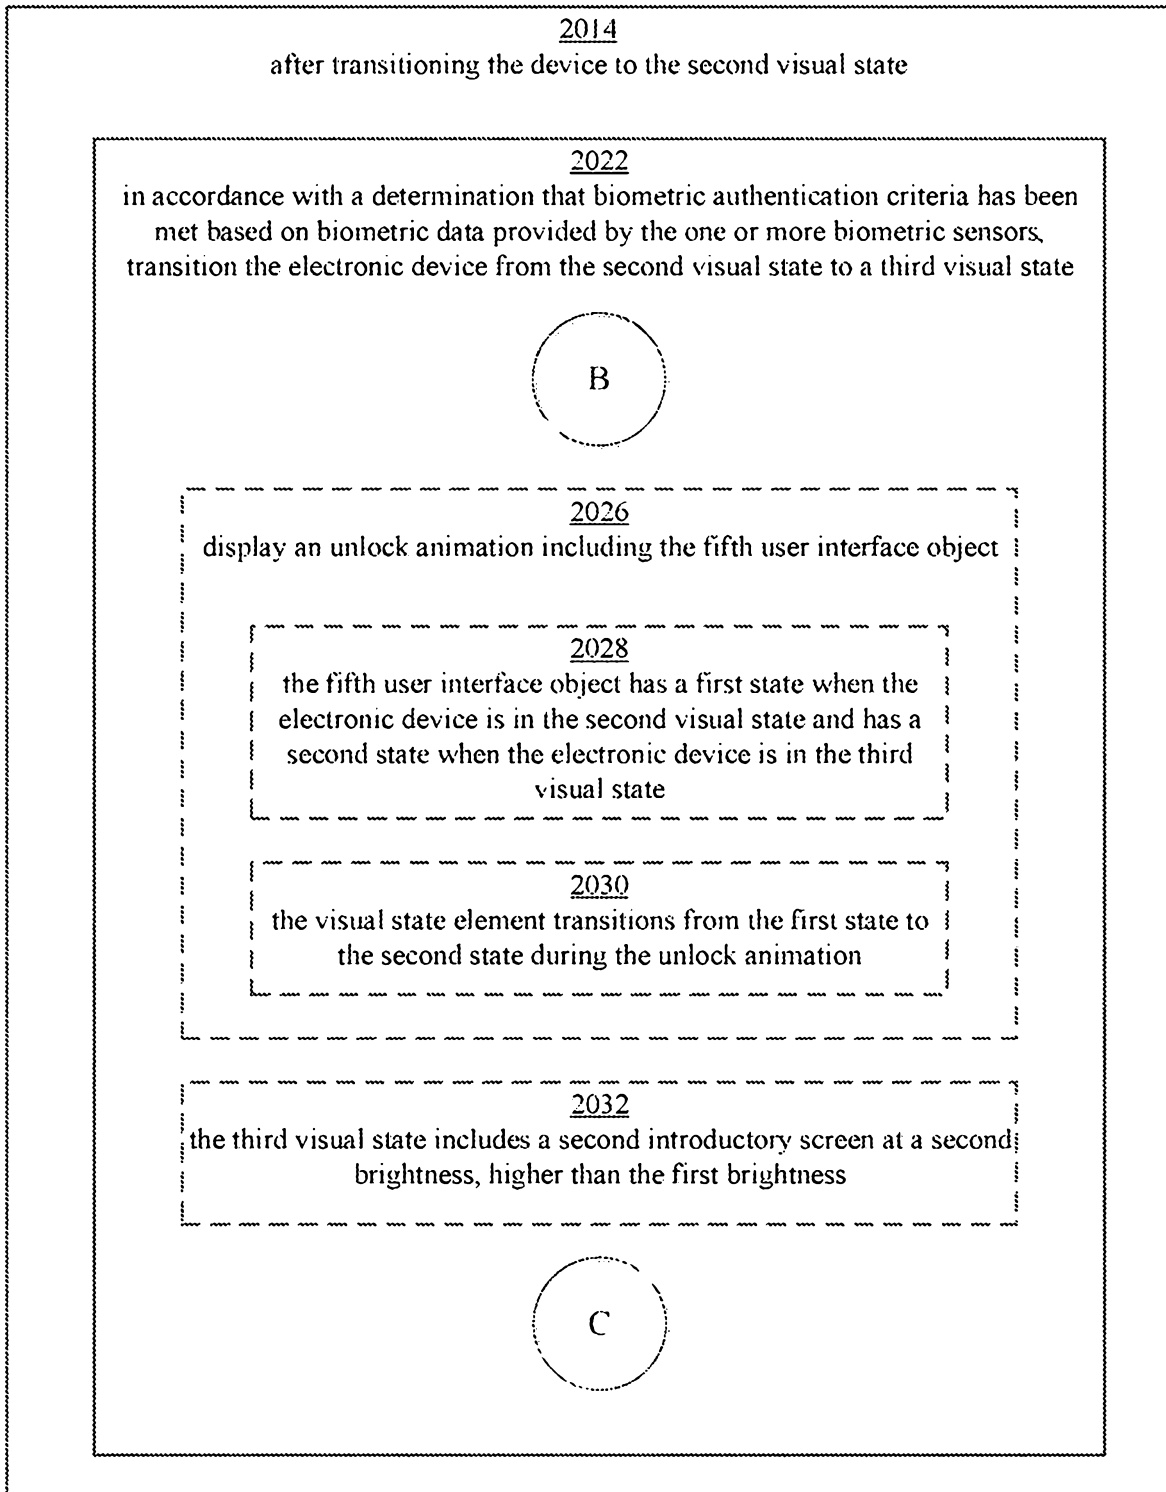 2014
after transitioning the device to the second visual state
2022
in accordance with a determination that biometric authentication criteria has been
met based on biometric data provided by the one or more biometric sensors,
transition the electronic device from the second visual state to a third visual state
B
2026
display an unlock animation including the fifth user interface object
2028
the fifth user interface object has a first state when the
electronic device is in the second visual state and has a
second state when the electronic device is in the third
visual state
2030
the visual state element transitions from the first state to
the second state during the unlock animation
2032
the third visual state includes a second introductory screen at a second
brightness, higher than the first brightness
C